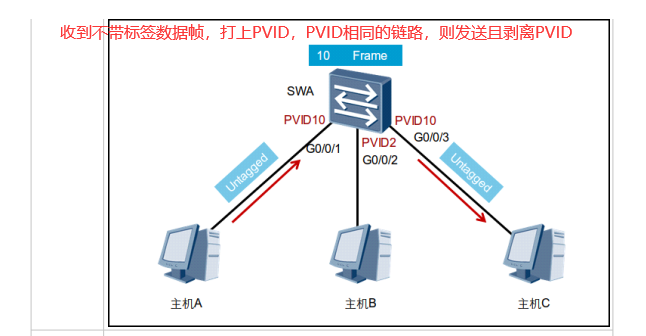 收到不带标签数据帧，打上PVID，PVID相同的链路，则发送且剥离PVID
10 Frame
SWA
PVID10
PVID10
G0/0/1
PVID2
G0/0/3
G0/0/2
Untagged
Untagged
主机A
主机B
主机C